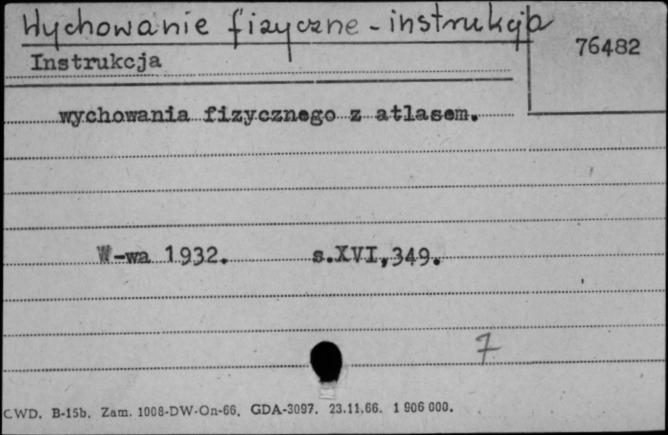 Wychowanie fizyczne - instrukcja
76482
Instrukcja
wychowania fizycznego z atlasem.
W-wa 1932. s.XVI,349.
7
CWD. B-15b. Zam. 1008-DW-On-66. GDA-3097. 23.11.66. 1 906 000.